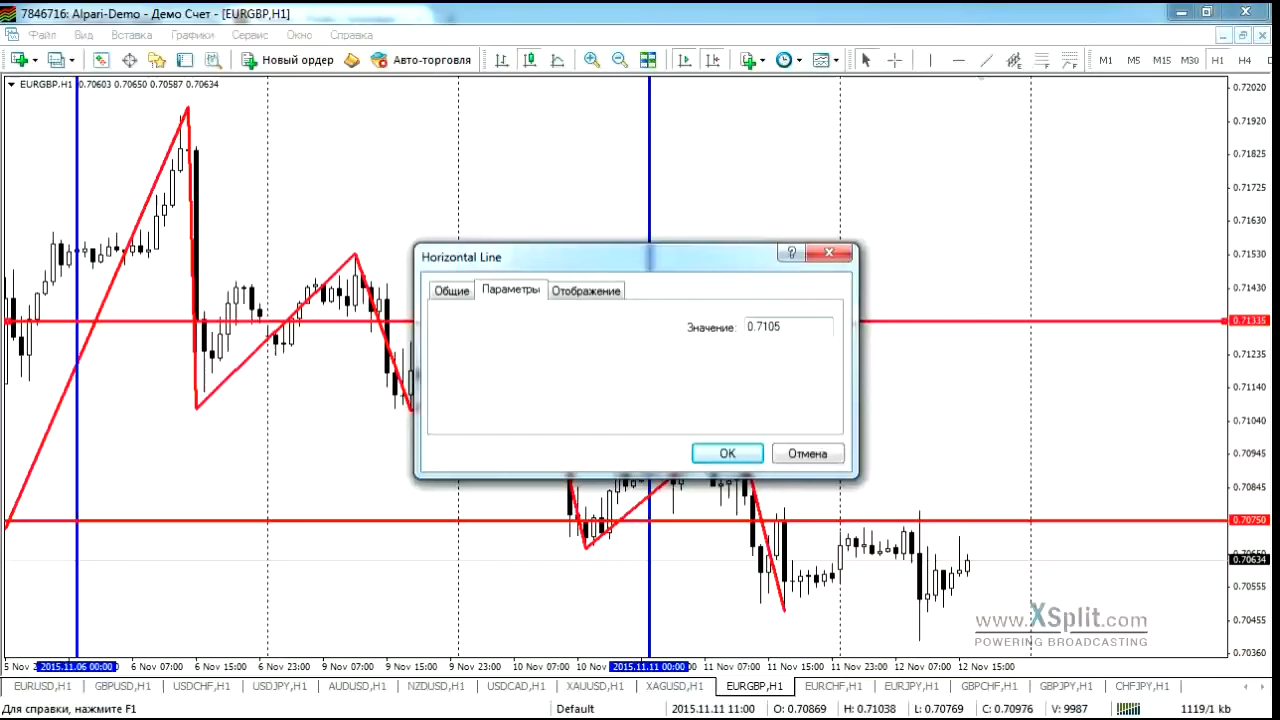 7846716: Alpari-Demo - Демо Счет - [EURGBP,H1]
Файл Вид Вставка Графики Сервис Окно Справка
Новый ордер Авто-торговля M1 M5 M15 M30 H1 H4
EURGBP,H1 0.70603 0.70650 0.70587 0.70634
0.72020
0.71920
0.71825
0.71725
0.71630
0.71530
0.71430
0.71335
0.71235
0.71140
0.71040
0.70945
0.70845
0.70750
0.70634
0.70555
0.70455
0.70360
Horizontal Line
Общие Параметры Отображение
Значение: 0.7105
OK Отмена
www.XSplit.com
POWERING BROADCASTING
5 Nov 2015.11.06 00:00 6 Nov 07:00 6 Nov 15:00 6 Nov 23:00 9 Nov 07:00 9 Nov 15:00 9 Nov 23:00 10 Nov 07:00 10 Nov 2015.11.11 00:00 11 Nov 07:00 11 Nov 15:00 11 Nov 23:00 12 Nov 07:00 12 Nov 15:00
EURUSD,H1 GBPUSD,H1 USDCHF,H1 USDJPY,H1 AUDUSD,H1 NZDUSD,H1 USDCAD,H1 XAUUSD,H1 XAGUSD,H1 EURGBP,H1 EURCHF,H1 EURJPY,H1 GBPCHF,H1 GBPJPY,H1 CHFJPY,H1
Для справки, нажмите F1 Default 2015.11.11 11:00 O: 0.70869 H: 0.71038 L: 0.70769 C: 0.70976 V: 9987 1119/1 kb